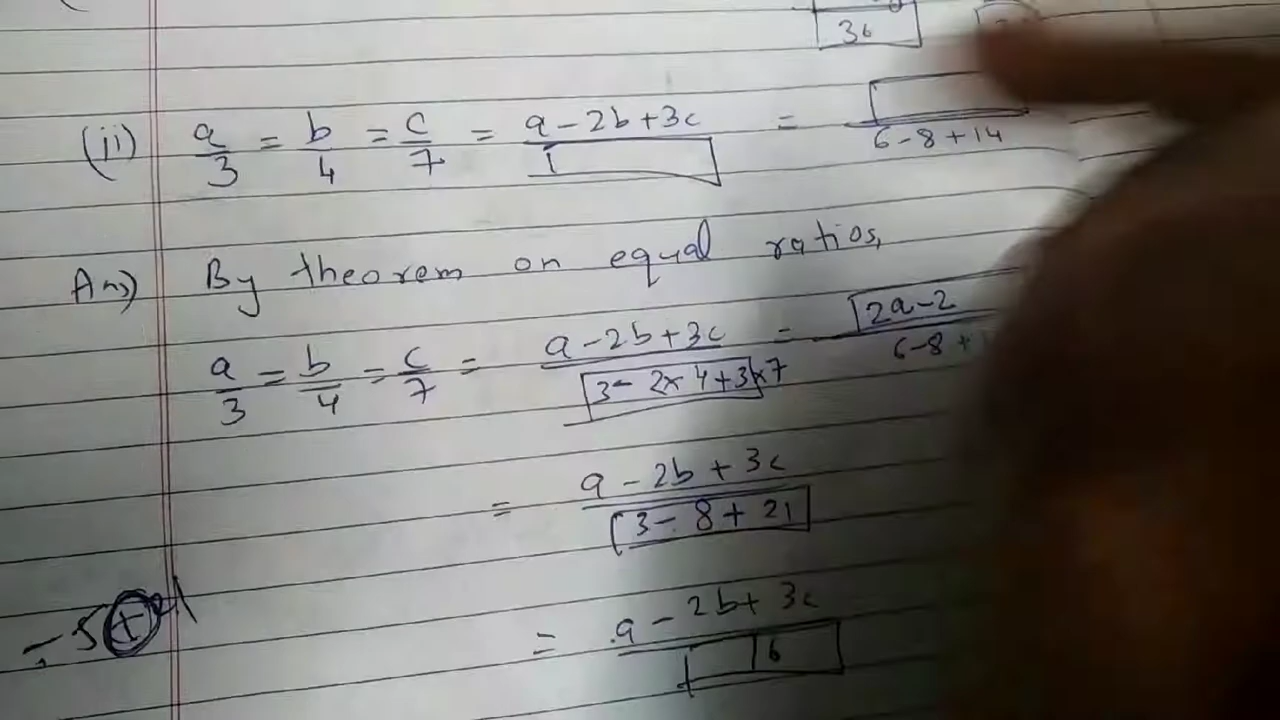 36
(ii) a/3 = b/4 = c/7 = a-2b+3c/ = /6-8+14
Ans) By theorem on equal ratios,
a/3 = b/4 = c/7 = a-2b+3c/3-2×4+3×7 = 2a-2/6-8+
= a-2b+3c/3-8+21
-5+21
= a-2b+3c/16